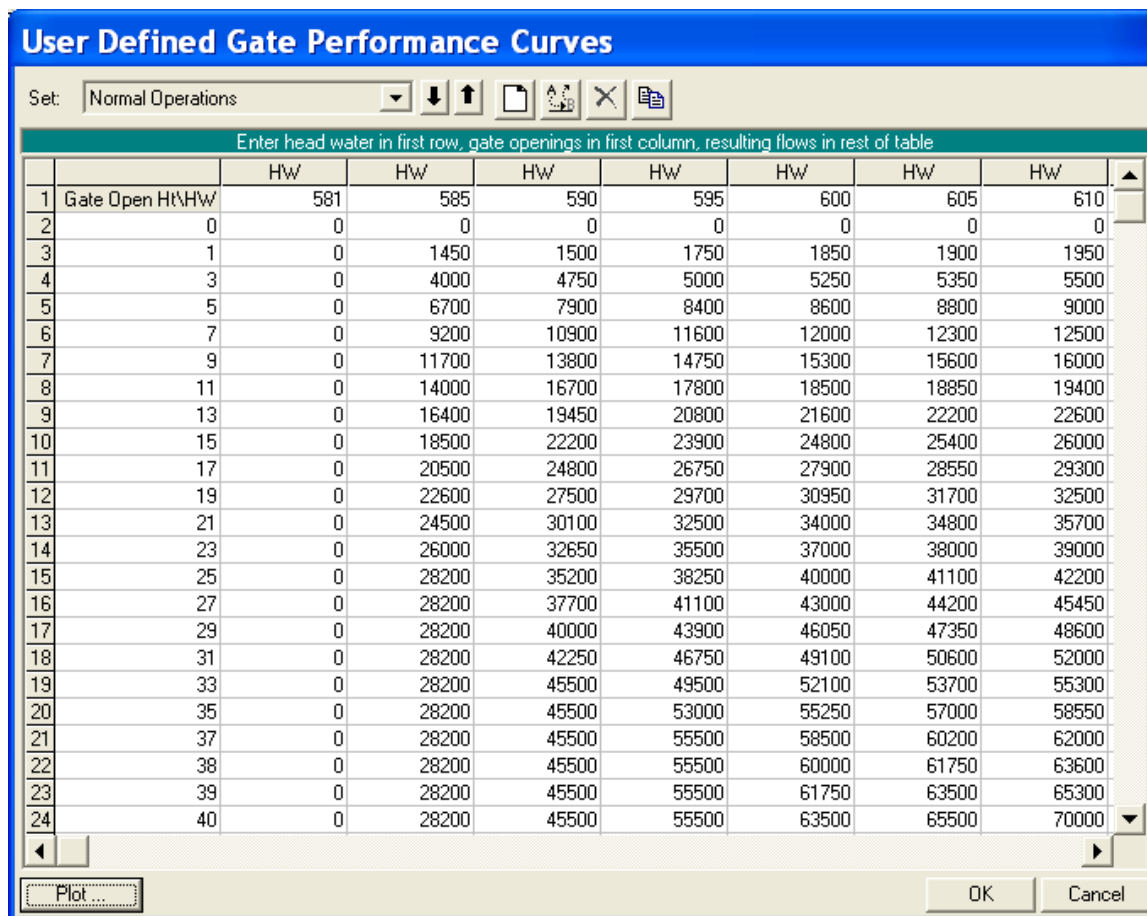 User Defined Gate Performance Curves
Set: Normal Operations
Enter head water in first row, gate openings in first column, resulting flows in rest of table
HW HW HW HW HW HW HW
1 Gate Open Ht\HW 581 585 590 595 600 605 610
2 0 0 0 0 0 0 0 0
3 1 0 1450 1500 1750 1850 1900 1950
4 3 0 4000 4750 5000 5250 5350 5500
5 5 0 6700 7900 8400 8600 8800 9000
6 7 0 9200 10900 11600 12000 12300 12500
7 9 0 11700 13800 14750 15300 15600 16000
8 11 0 14000 16700 17800 18500 18850 19400
9 13 0 16400 19450 20800 21600 22200 22600
10 15 0 18500 22200 23900 24800 25400 26000
11 17 0 20500 24800 26750 27900 28550 29300
12 19 0 22600 27500 29700 30950 31700 32500
13 21 0 24500 30100 32500 34000 34800 35700
14 23 0 26000 32650 35500 37000 38000 39000
15 25 0 28200 35200 38250 40000 41100 42200
16 27 0 28200 37700 41100 43000 44200 45450
17 29 0 28200 40000 43900 46050 47350 48600
18 31 0 28200 42250 46750 49100 50600 52000
19 33 0 28200 45500 49500 52100 53700 55300
20 35 0 28200 45500 53000 55250 57000 58550
21 37 0 28200 45500 55500 58500 60200 62000
22 38 0 28200 45500 55500 60000 61750 63600
23 39 0 28200 45500 55500 61750 63500 65300
24 40 0 28200 45500 55500 63500 65500 70000
Plot ... OK Cancel